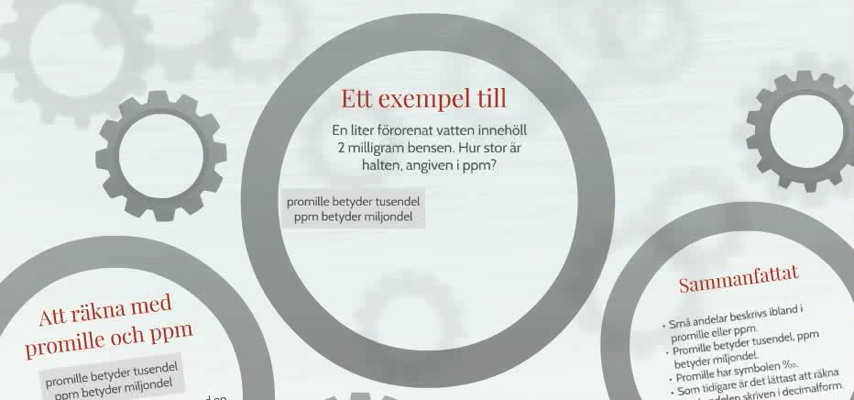 Ett exempel till
En liter förorenat vatten innehöll
2 milligram bensen. Hur stor är
halten, angiven i ppm?
promille betyder tusendel
ppm betyder miljondel
Att räkna med
promille och ppm
promille betyder tusendel
ppm betyder miljondel
Sammanfattat
• Små andelar beskrivs ibland i
promille eller ppm.
• Promille betyder tusendel, ppm
betyder miljondel.
• Promille har symbolen ‰.
• Som tidigare är det lättast att räkna
skriven i decimalform.